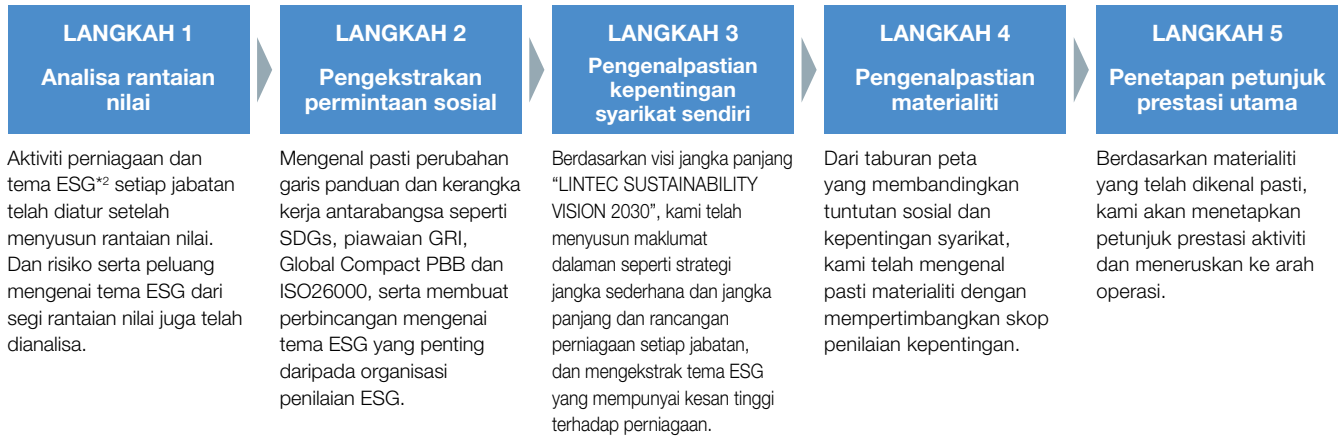 LANGKAH 1
Analisa rantaian
nilai
Aktiviti perniagaan dan
tema ESG*2 setiap jabatan
telah diatur setelah
menyusun rantaian nilai.
Dan risiko serta peluang
mengenai tema ESG dari
segi rantaian nilai juga telah
dianalisa.
LANGKAH 2
Pengekstrakan
permintaan sosial
Mengenal pasti perubahan
garis panduan dan kerangka
kerja antarabangsa seperti
SDGs, piawaian GRI,
Global Compact PBB dan
ISO26000, serta membuat
perbincangan mengenai
tema ESG yang penting
daripada organisasi
penilaian ESG.
LANGKAH 3
Pengenalpastian
kepentingan
syarikat sendiri
Berdasarkan visi jangka panjang
“LINTEC SUSTAINABILITY
VISION 2030”, kami telah
menyusun maklumat
dalaman seperti strategi
jangka sederhana dan jangka
panjang dan rancangan
perniagaan setiap jabatan,
dan mengekstrak tema ESG
yang mempunyai kesan tinggi
terhadap perniagaan.
LANGKAH 4
Pengenalpastian
materialiti
Dari taburan peta
yang membandingkan
tuntutan sosial dan
kepentingan syarikat,
kami telah mengenal
pasti materialiti dengan
mempertimbangkan skop
penilaian kepentingan.
LANGKAH 5
Penetapan petunjuk
prestasi utama
Berdasarkan materialiti
yang telah dikenal pasti,
kami akan menetapkan
petunjuk prestasi aktiviti
dan meneruskan ke arah
operasi.